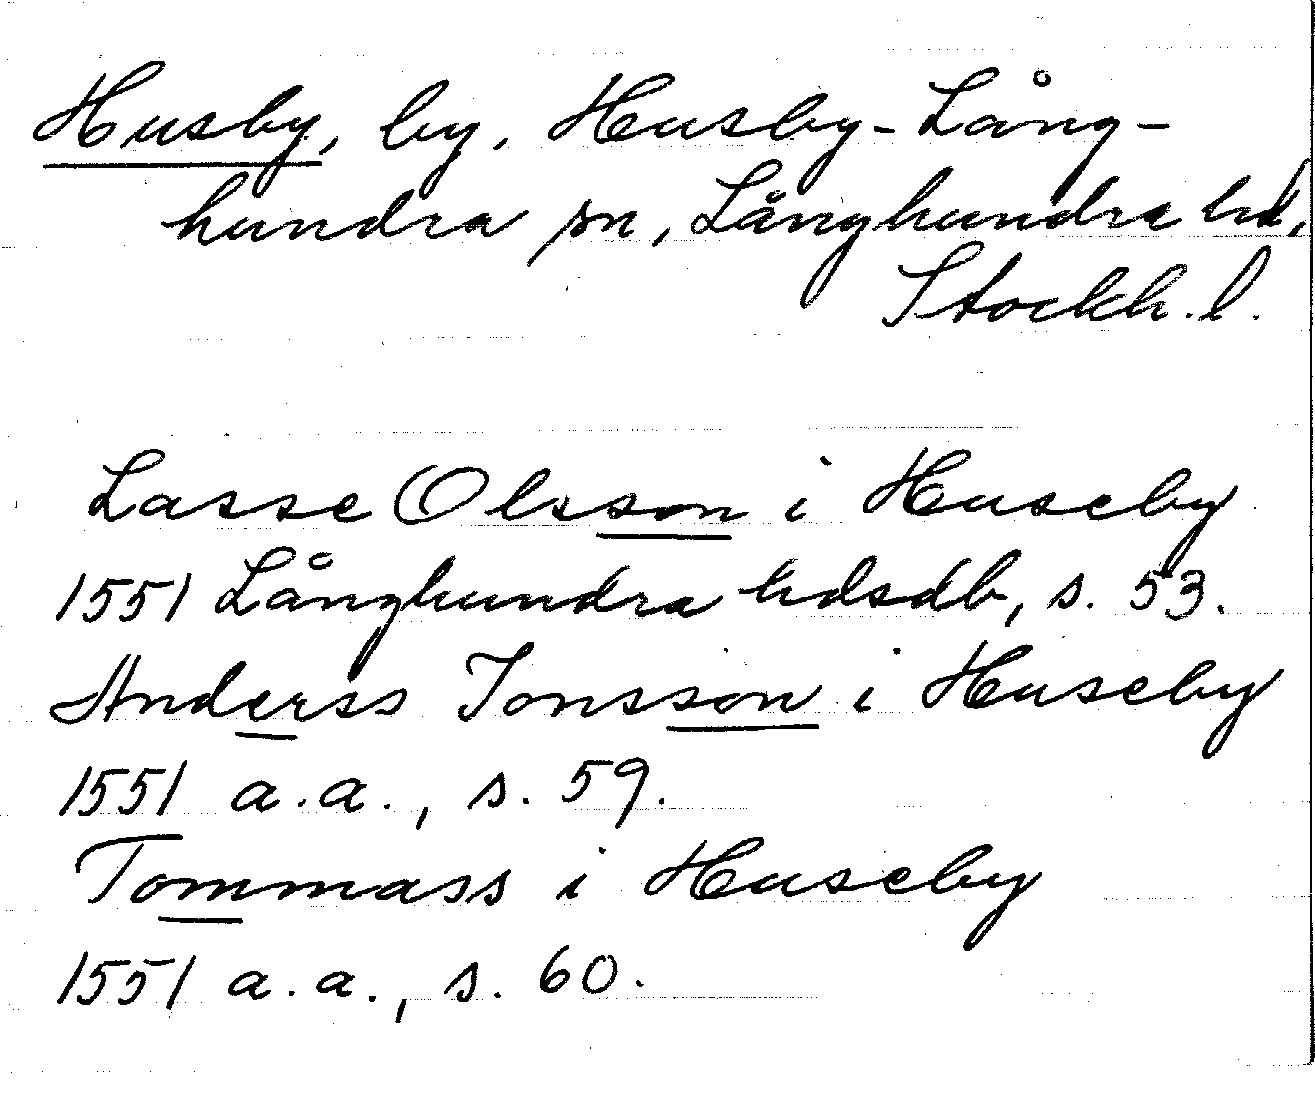 Husby, by, Husby-Lång-
hundra sn, Långhundra hd,
Stockh. l.
Lasse Olsson i Huseby
1551 Långhundra hdsdb, s. 53.
Anderss Jonsson i Huseby
1551 a.a., s. 59.
Tommass i Huseby
1551 a.a., s. 60.